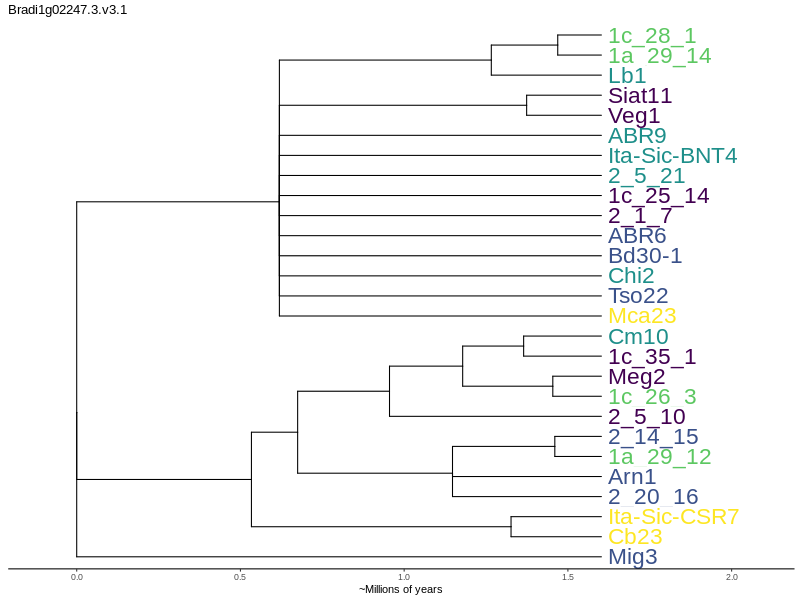 Bradi1g02247.3.v3.1
1c_28_1
1a_29_14
Lb1
Siat11
Veg1
ABR9
Ita-Sic-BNT4
2_5_21
1c_25_14
2_1_7
ABR6
Bd30-1
Chi2
Tso22
Mca23
Cm10
1c_35_1
Meg2
1c_26_3
2_5_10
2_14_15
1a_29_12
Arn1
2_20_16
Ita-Sic-CSR7
Cb23
Mig3
0.0 0.5 1.0 1.5 2.0
~Millions of years